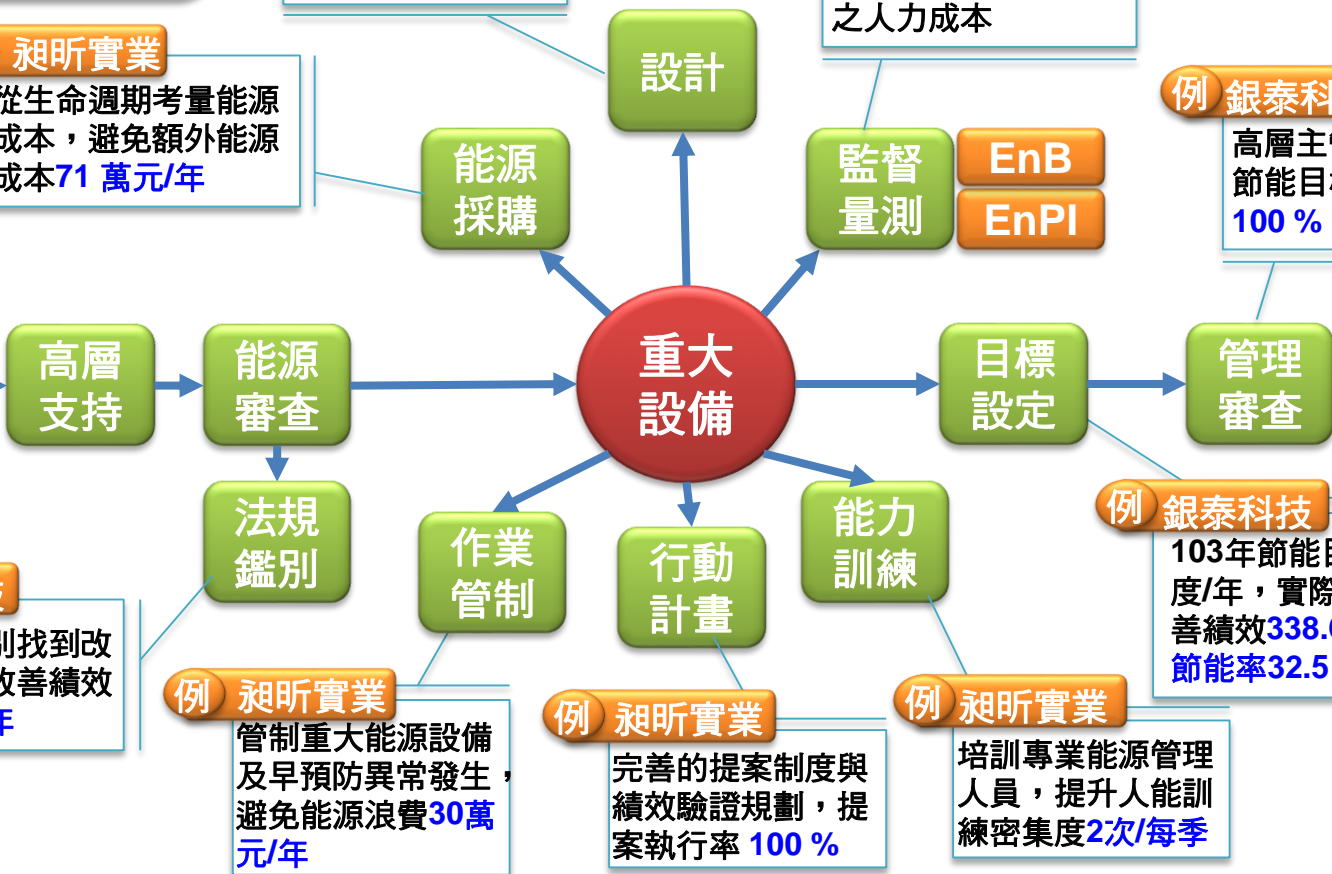 之人力成本
設計
昶昕實業
從生命週期考量能源
成本，避免額外能源
成本71 萬元/年
能源
採購
監督
量測
EnB
EnPI
例
銀泰科
高層主
節能目
100 %
高層
支持
能源
審查
重大
設備
目標
設定
管理
審查
法規
鑑別
作業
管制
行動
計畫
能力
訓練
例
銀泰科技
103年節能
度/年，實際
善績效338.
節能率32.5
別找到改
改善績效
年
例
昶昕實業
管制重大能源設備
及早預防異常發生，
避免能源浪費30萬
元/年
例
昶昕實業
完善的提案制度與
績效驗證規劃，提
案執行率 100 %
例
昶昕實業
培訓專業能源管理
人員，提升人能訓
練密集度2次/每季